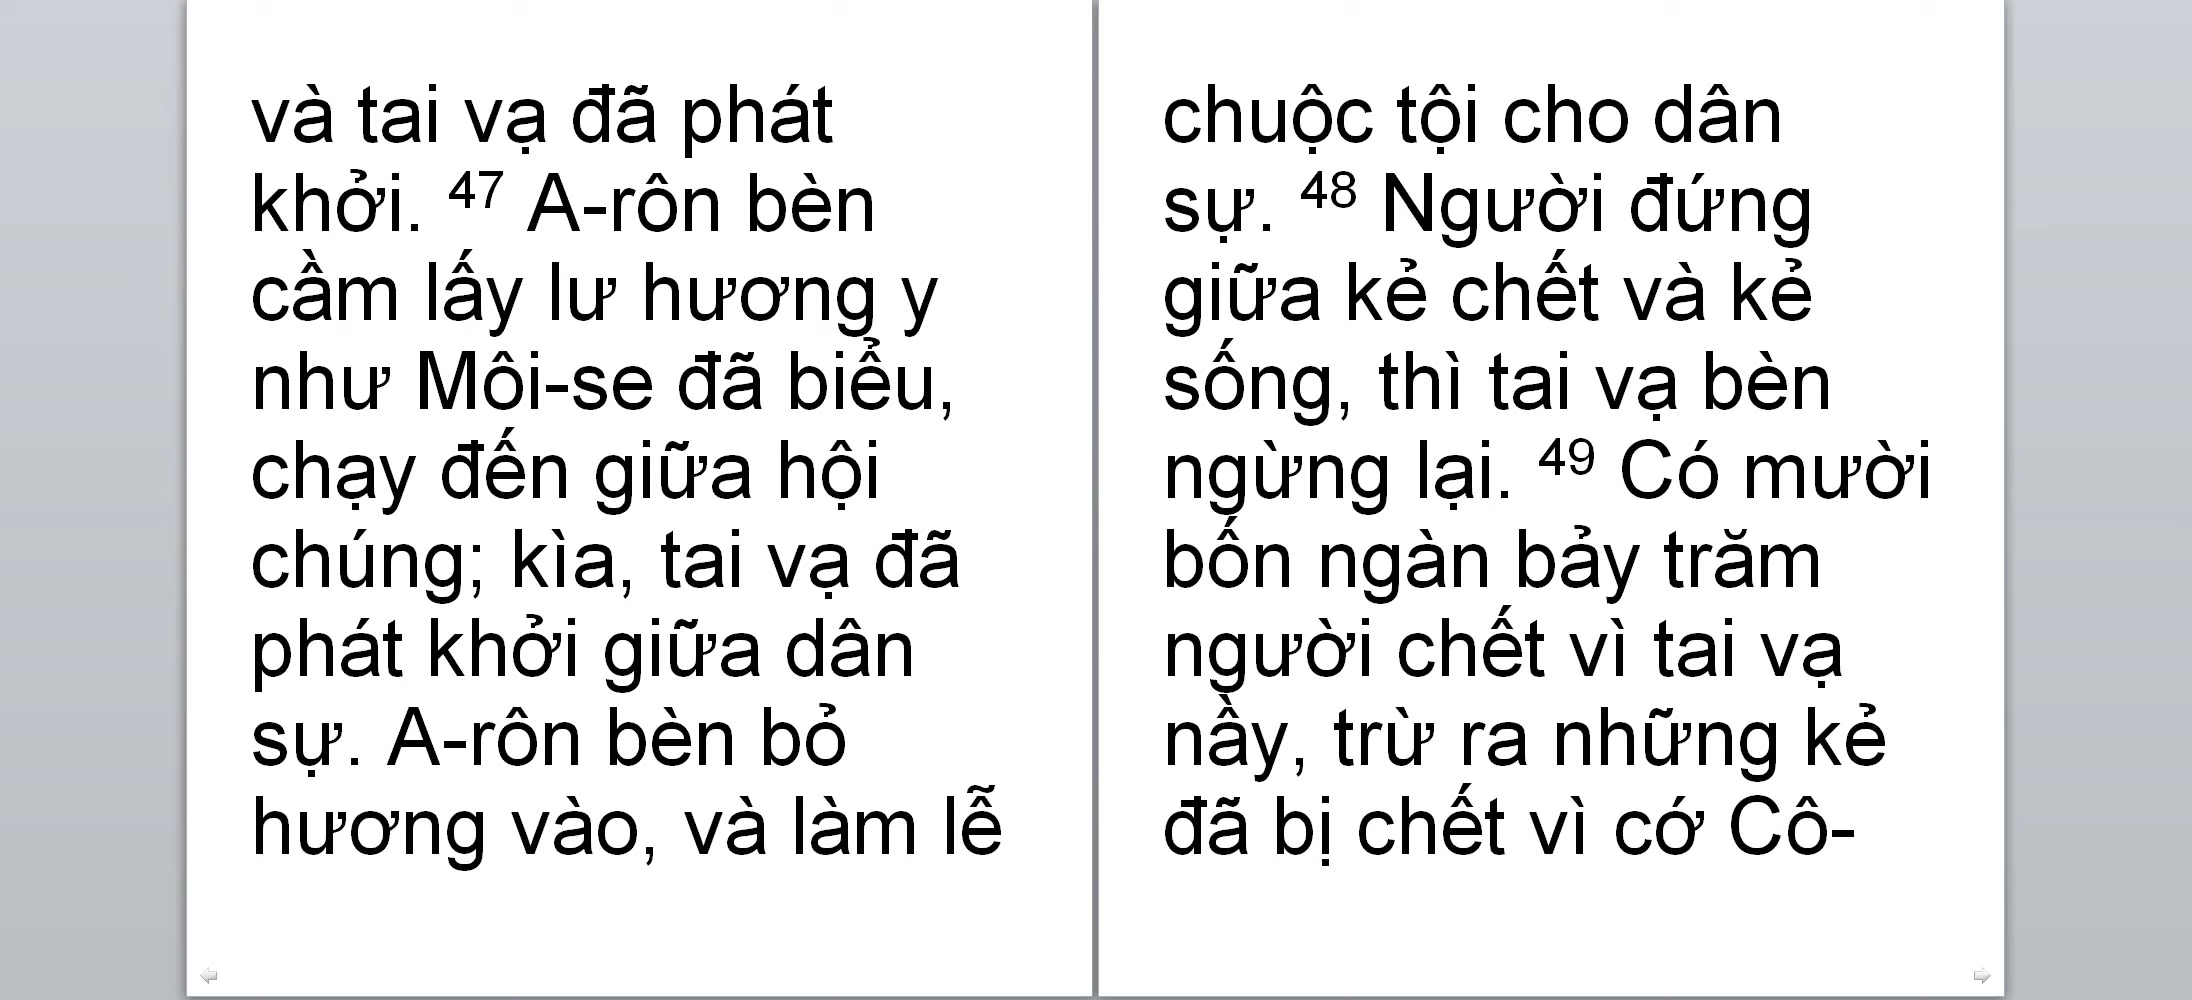 và tai vạ đã phát
khởi. 47 A-rôn bèn
cầm lấy lư hương y
như Môi-se đã biểu,
chạy đến giữa hội
chúng; kìa, tai vạ đã
phát khởi giữa dân
sự. A-rôn bèn bỏ
hương vào, và làm lễ
chuộc tội cho dân
sự. 48 Người đứng
giữa kẻ chết và kẻ
sống, thì tai vạ bèn
ngừng lại. 49 Có mười
bốn ngàn bảy trăm
người chết vì tai vạ
nầy, trừ ra những kẻ
đã bị chết vì cớ Cô-